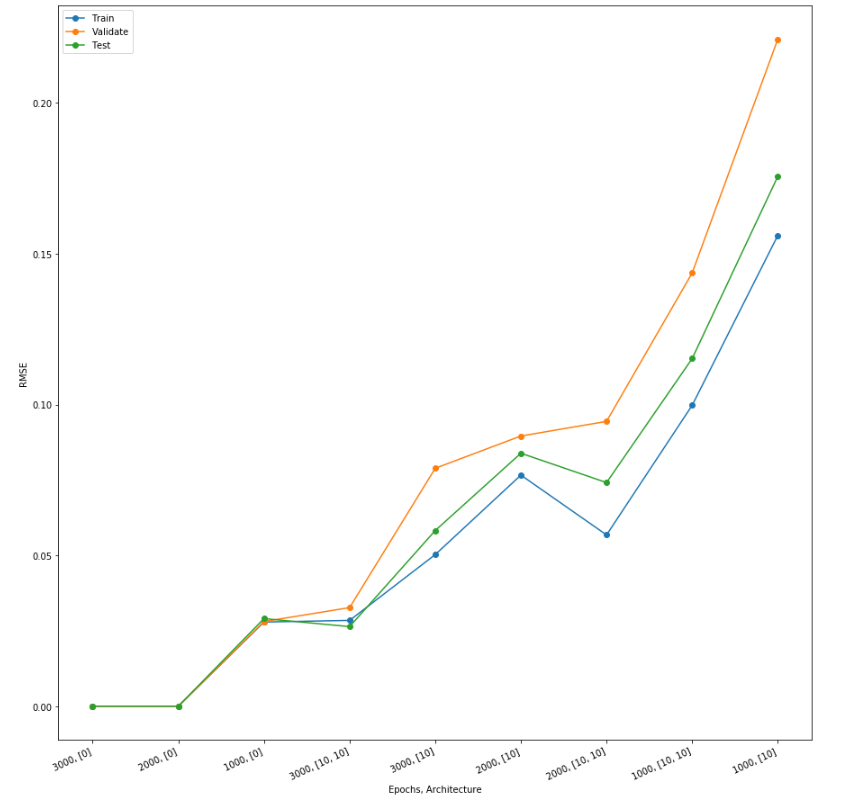 Train
Validate
Test
0.20
0.15
0.10
0.05
0.00
RMSE
3000, [0]
2000, [0]
1000, [0]
3000, [10, 10]
3000, [10]
2000, [10]
2000, [10, 10]
1000, [10, 10]
1000, [10]
Epochs, Architecture